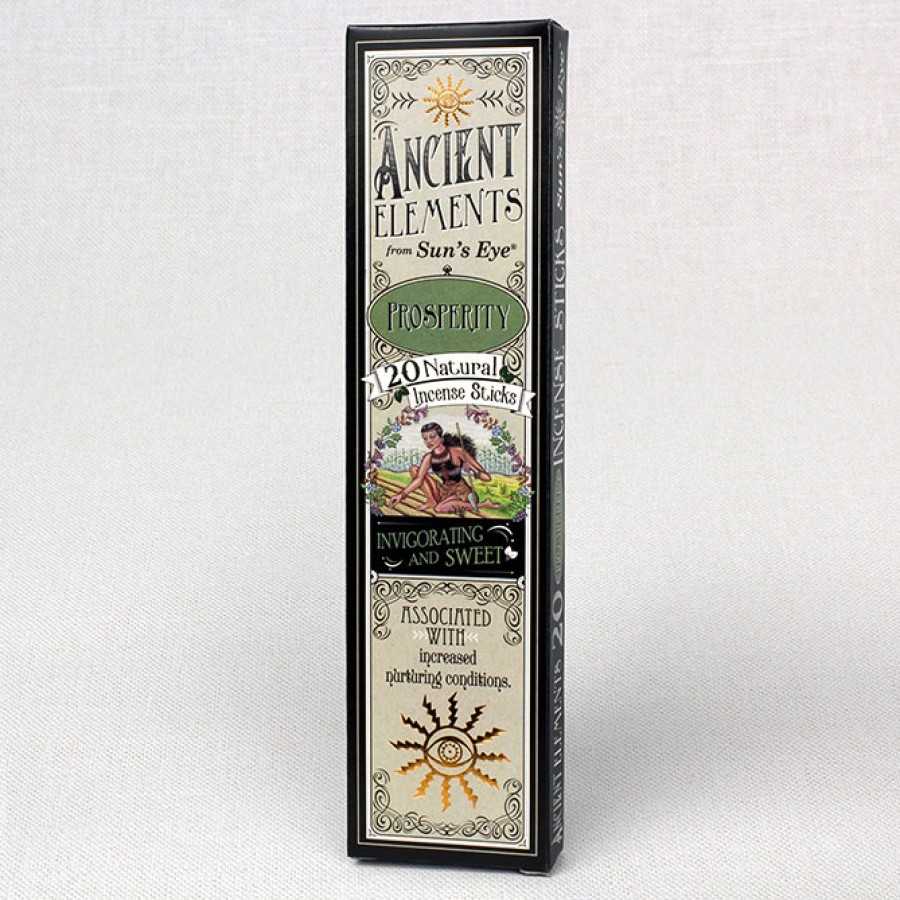 ANCIENT
ELEMENTS
from Sun's Eye®
PROSPERITY
20 Natural
Incense Sticks
INVIGORATING
AND SWEET
ASSOCIATED
WITH
increased
nurturing conditions.
ANCIENT ELEMENTS 20 INCENSE STICKS Sun's Eye